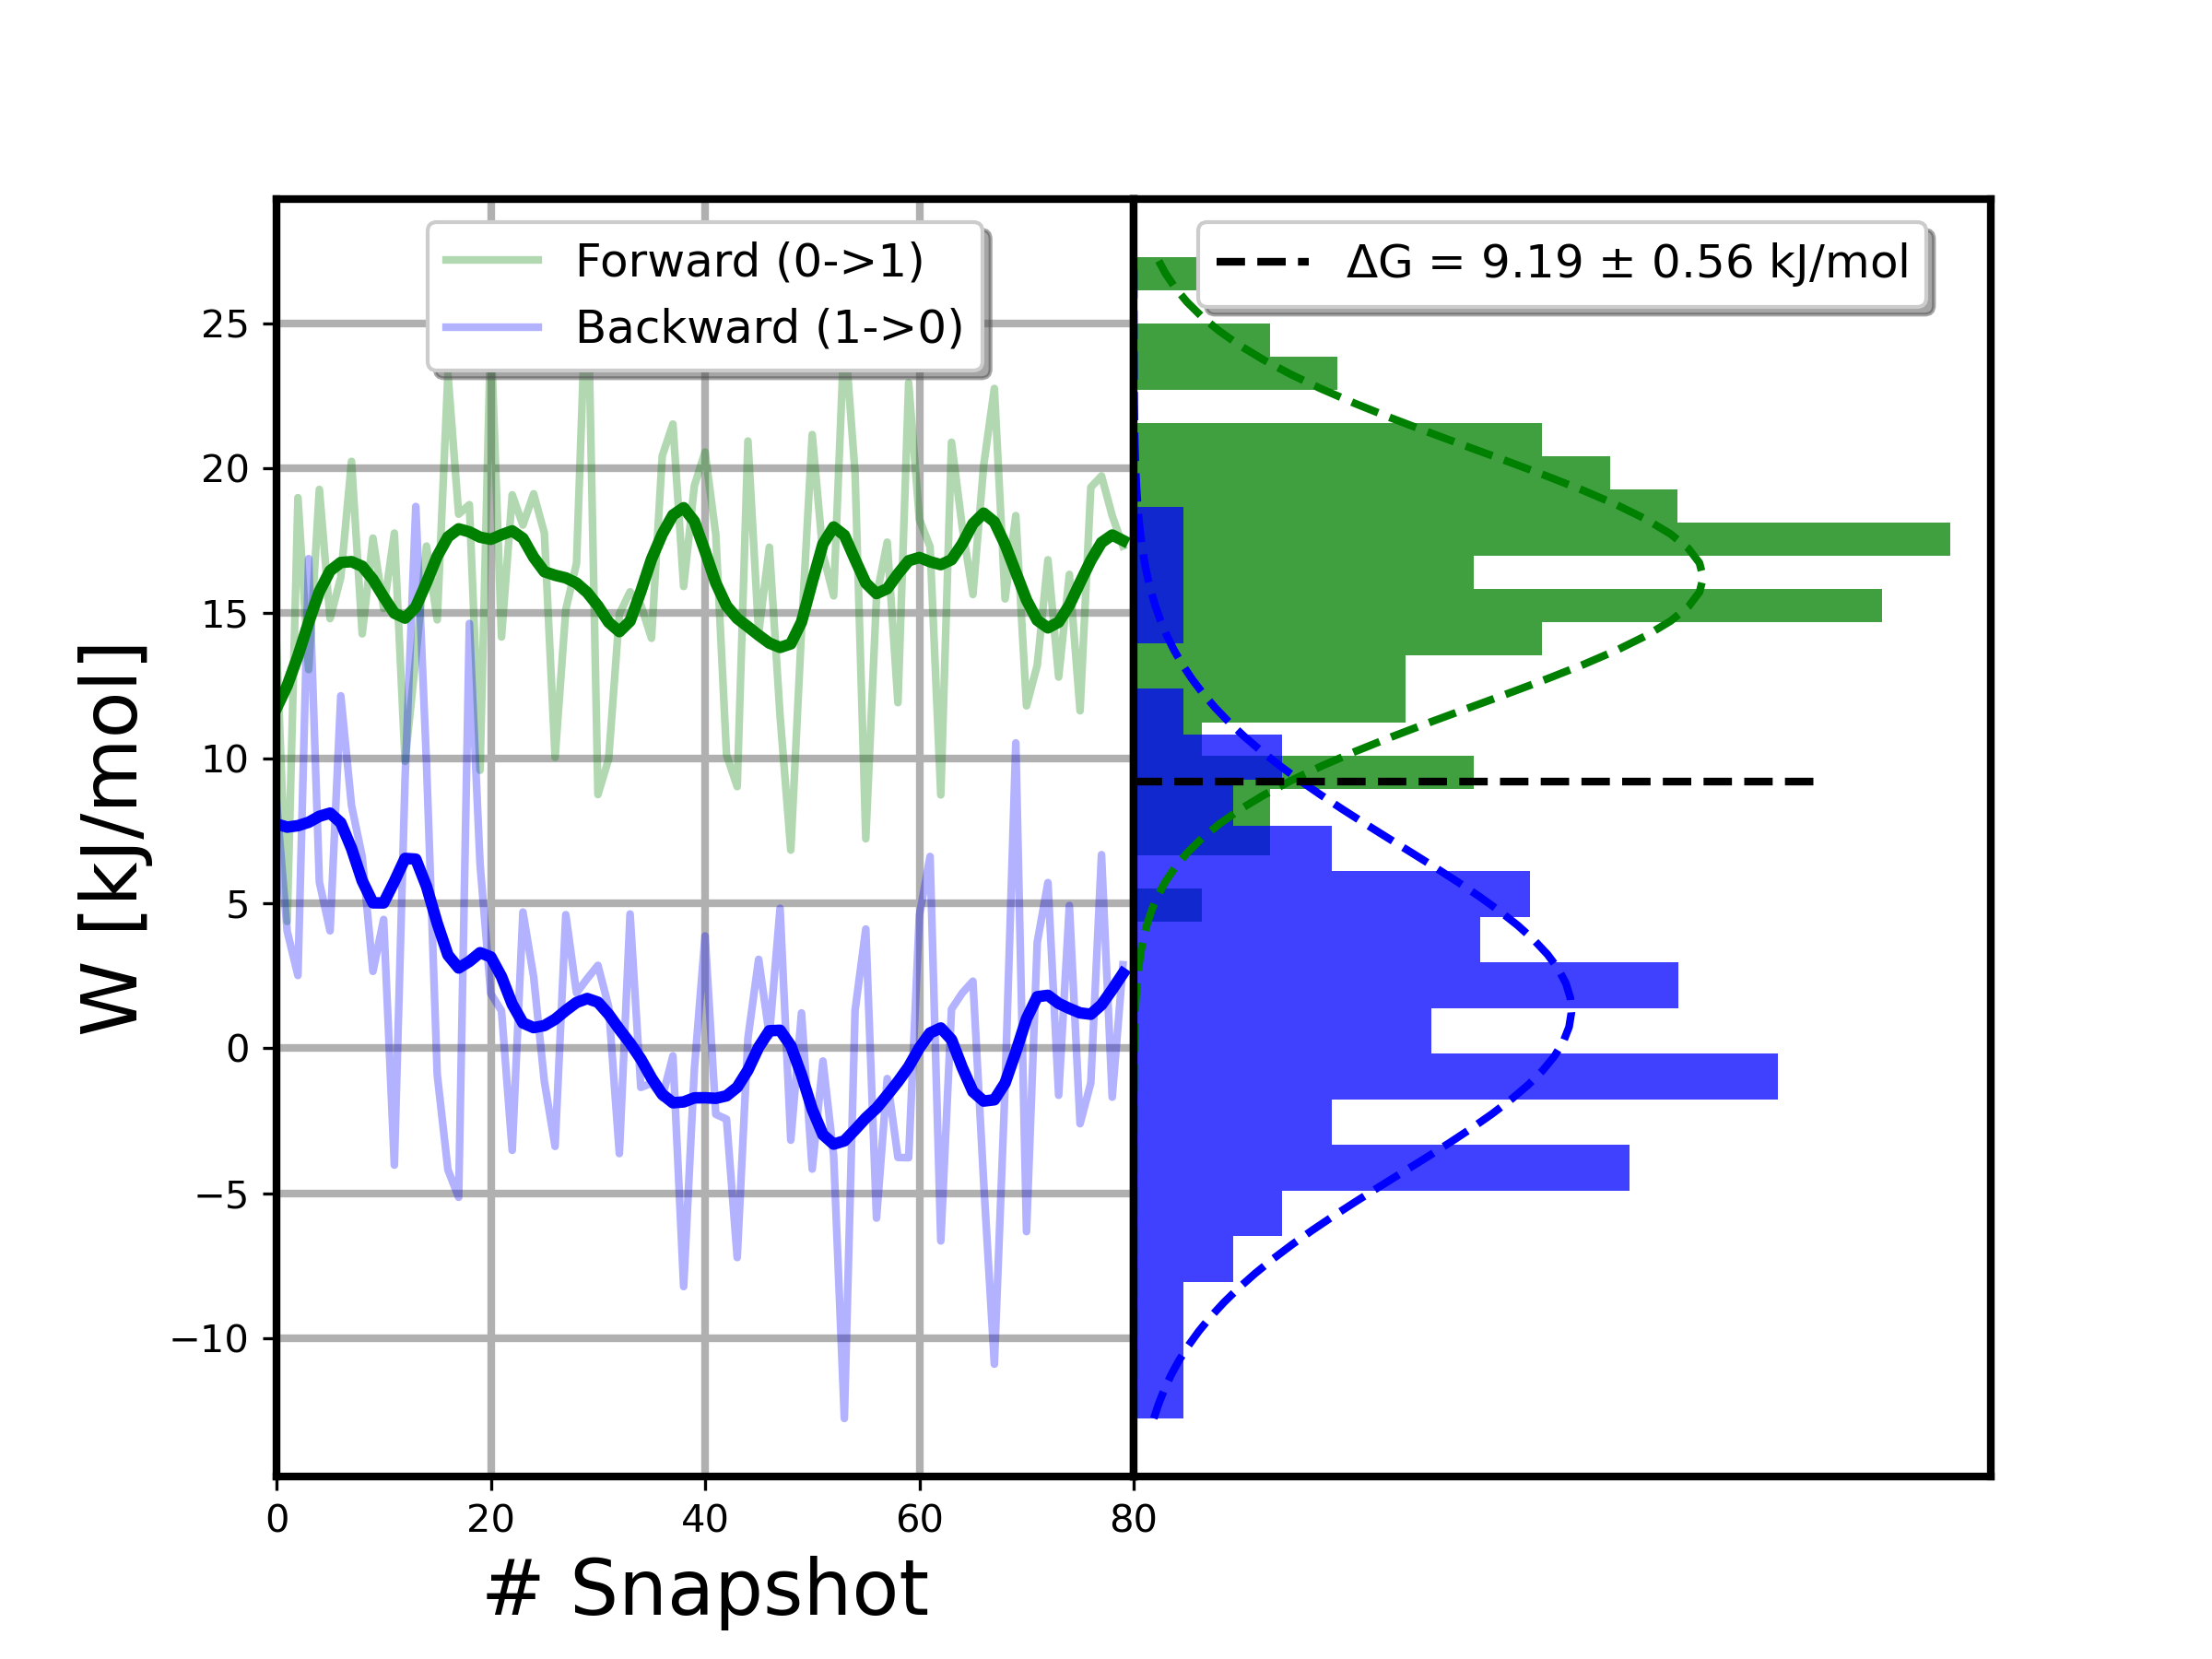 Forward (0->1)
Backward (1->0)
ΔG = 9.19 ± 0.56 kJ/mol
25
20
15
10
5
0
−5
−10
W [kJ/mol]
0 20 40 60 80
# Snapshot